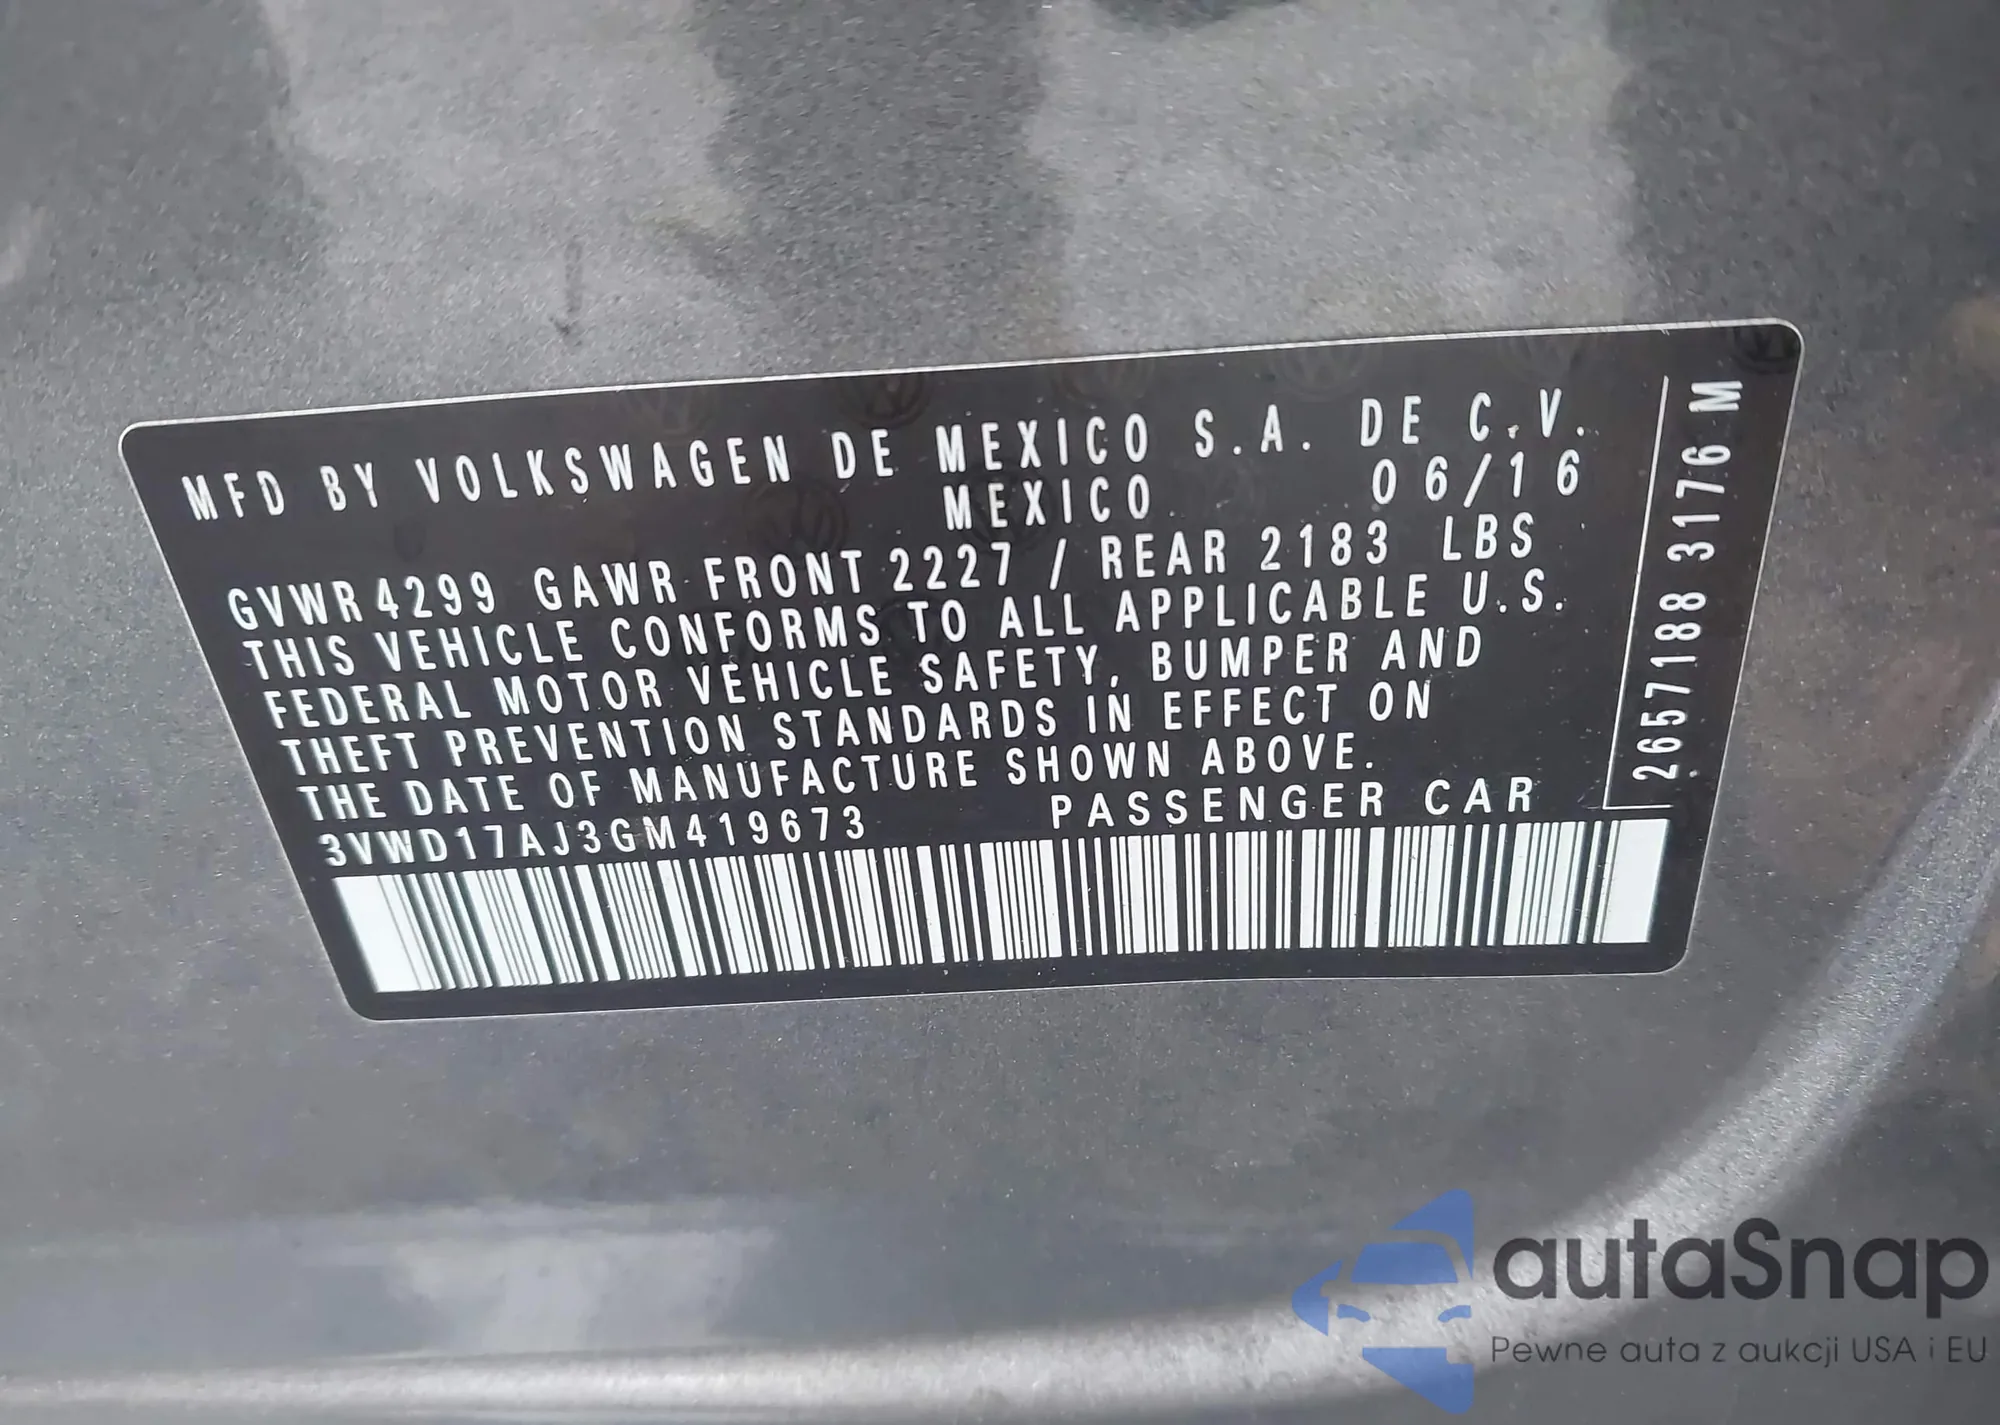 MFD BY VOLKSWAGEN DE MEXICO S.A. DE C.V.
MEXICO 06/16
GVWR 4299 GAWR FRONT 2227 / REAR 2183 LBS
THIS VEHICLE CONFORMS TO ALL APPLICABLE U.S.
FEDERAL MOTOR VEHICLE SAFETY, BUMPER AND
THEFT PREVENTION STANDARDS IN EFFECT ON
THE DATE OF MANUFACTURE SHOWN ABOVE.
3VWD17AJ3GM419673 PASSENGER CAR
2657188 3176 M
autaSnap
Pewne auta z aukcji USA i EU